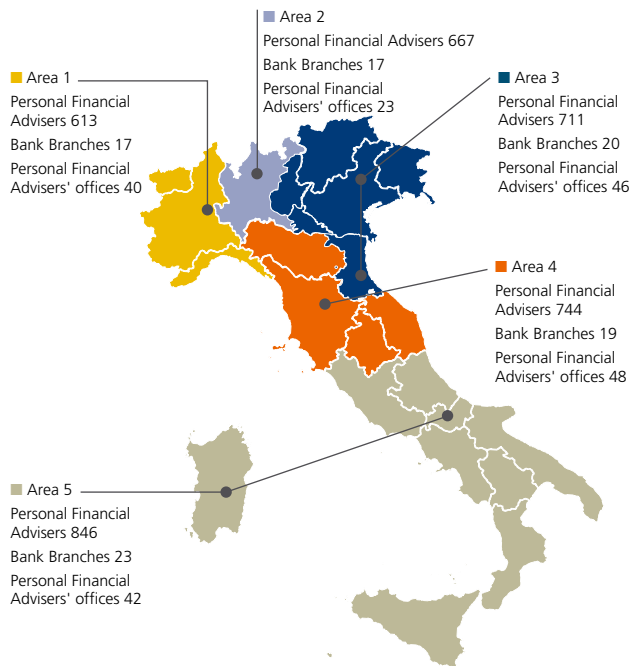 Area 1
Personal Financial
Advisers 613
Bank Branches 17
Personal Financial
Advisers' offices 40
Area 2
Personal Financial Advisers 667
Bank Branches 17
Personal Financial
Advisers' offices 23
Area 3
Personal Financial
Advisers 711
Bank Branches 20
Personal Financial
Advisers' offices 46
Area 4
Personal Financial
Advisers 744
Bank Branches 19
Personal Financial
Advisers' offices 48
Area 5
Personal Financial
Advisers 846
Bank Branches 23
Personal Financial
Advisers' offices 42